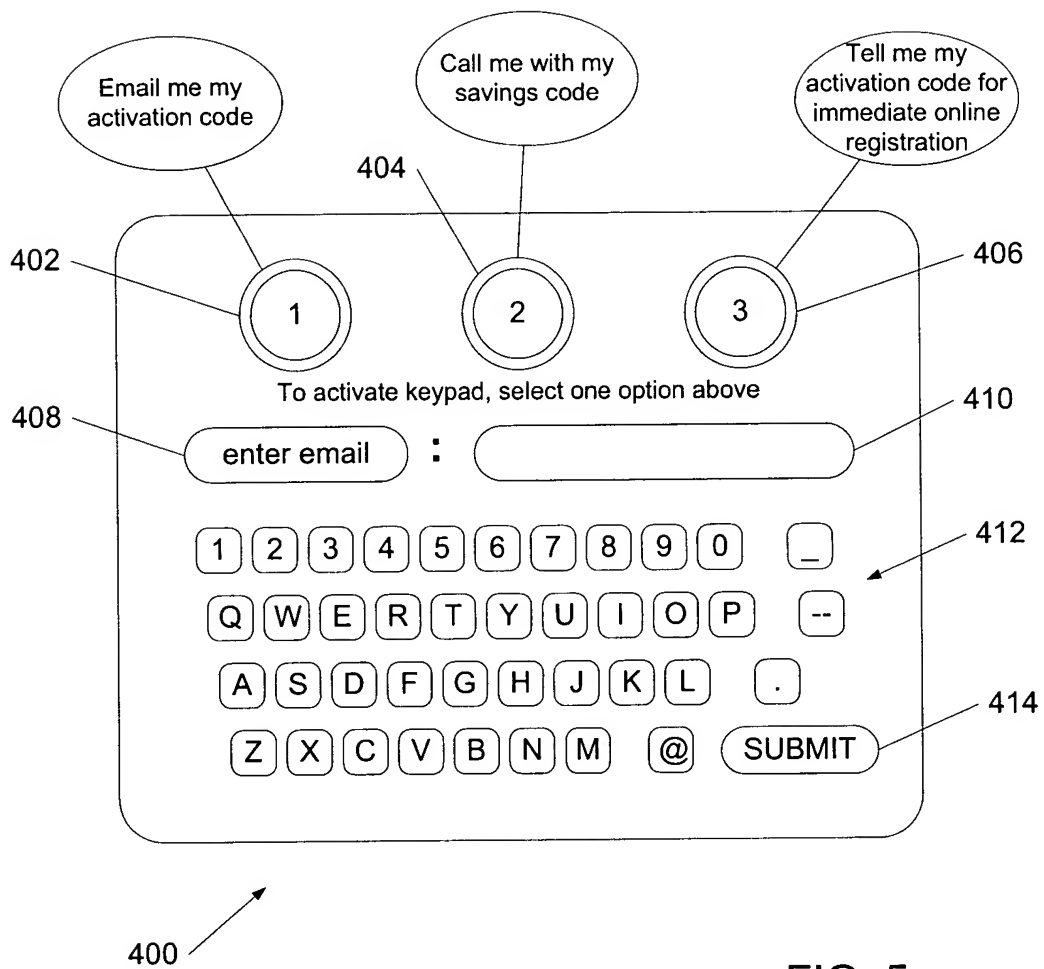 Email me my
activation code
Call me with my
savings code
Tell me my
activation code for
immediate online
registration
404
402
406
1 2 3
To activate keypad, select one option above
408
410
enter email :
1 2 3 4 5 6 7 8 9 0 _
412
Q W E R T Y U I O P --
A S D F G H J K L .
414
Z X C V B N M @ SUBMIT
400